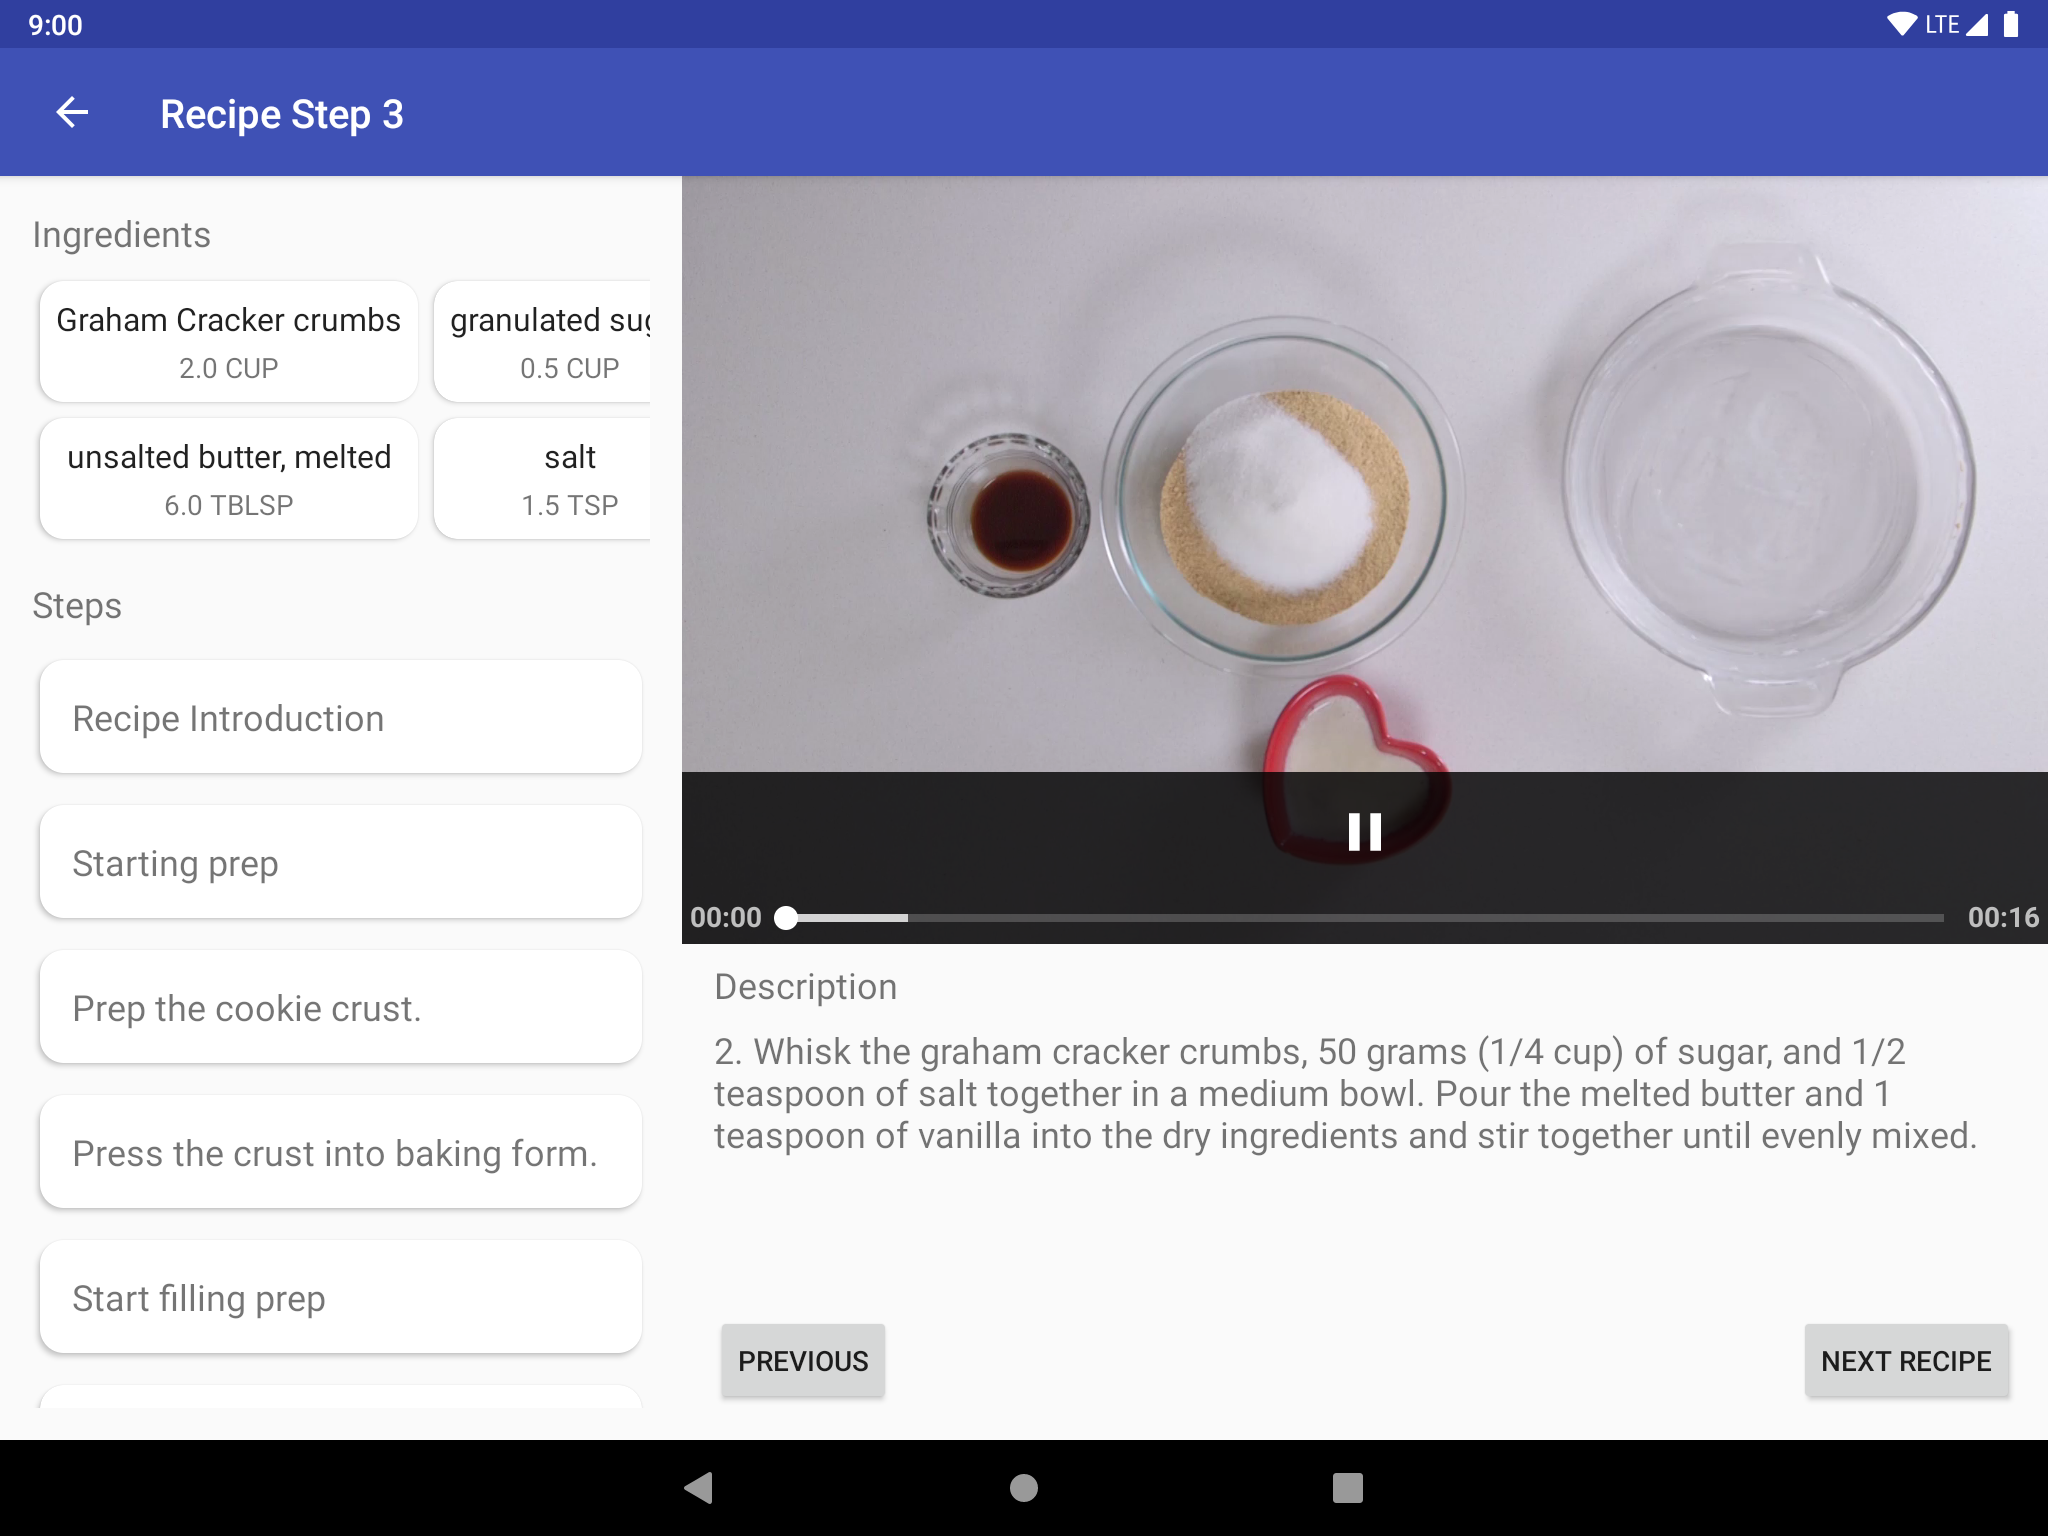 9:00
LTE
Recipe Step 3
Ingredients
Graham Cracker crumbs
2.0 CUP
granulated
0.5 CUP
unsalted butter, melted
6.0 TBLSP
salt
1.5 TSP
Steps
Recipe Introduction
Starting prep
Prep the cookie crust.
Press the crust into baking form.
Start filling prep
00:00
00:16
Description
2. Whisk the graham cracker crumbs, 50 grams (1/4 cup) of sugar, and 1/2
teaspoon of salt together in a medium bowl. Pour the melted butter and 1
teaspoon of vanilla into the dry ingredients and stir together until evenly mixed.
PREVIOUS
NEXT RECIPE